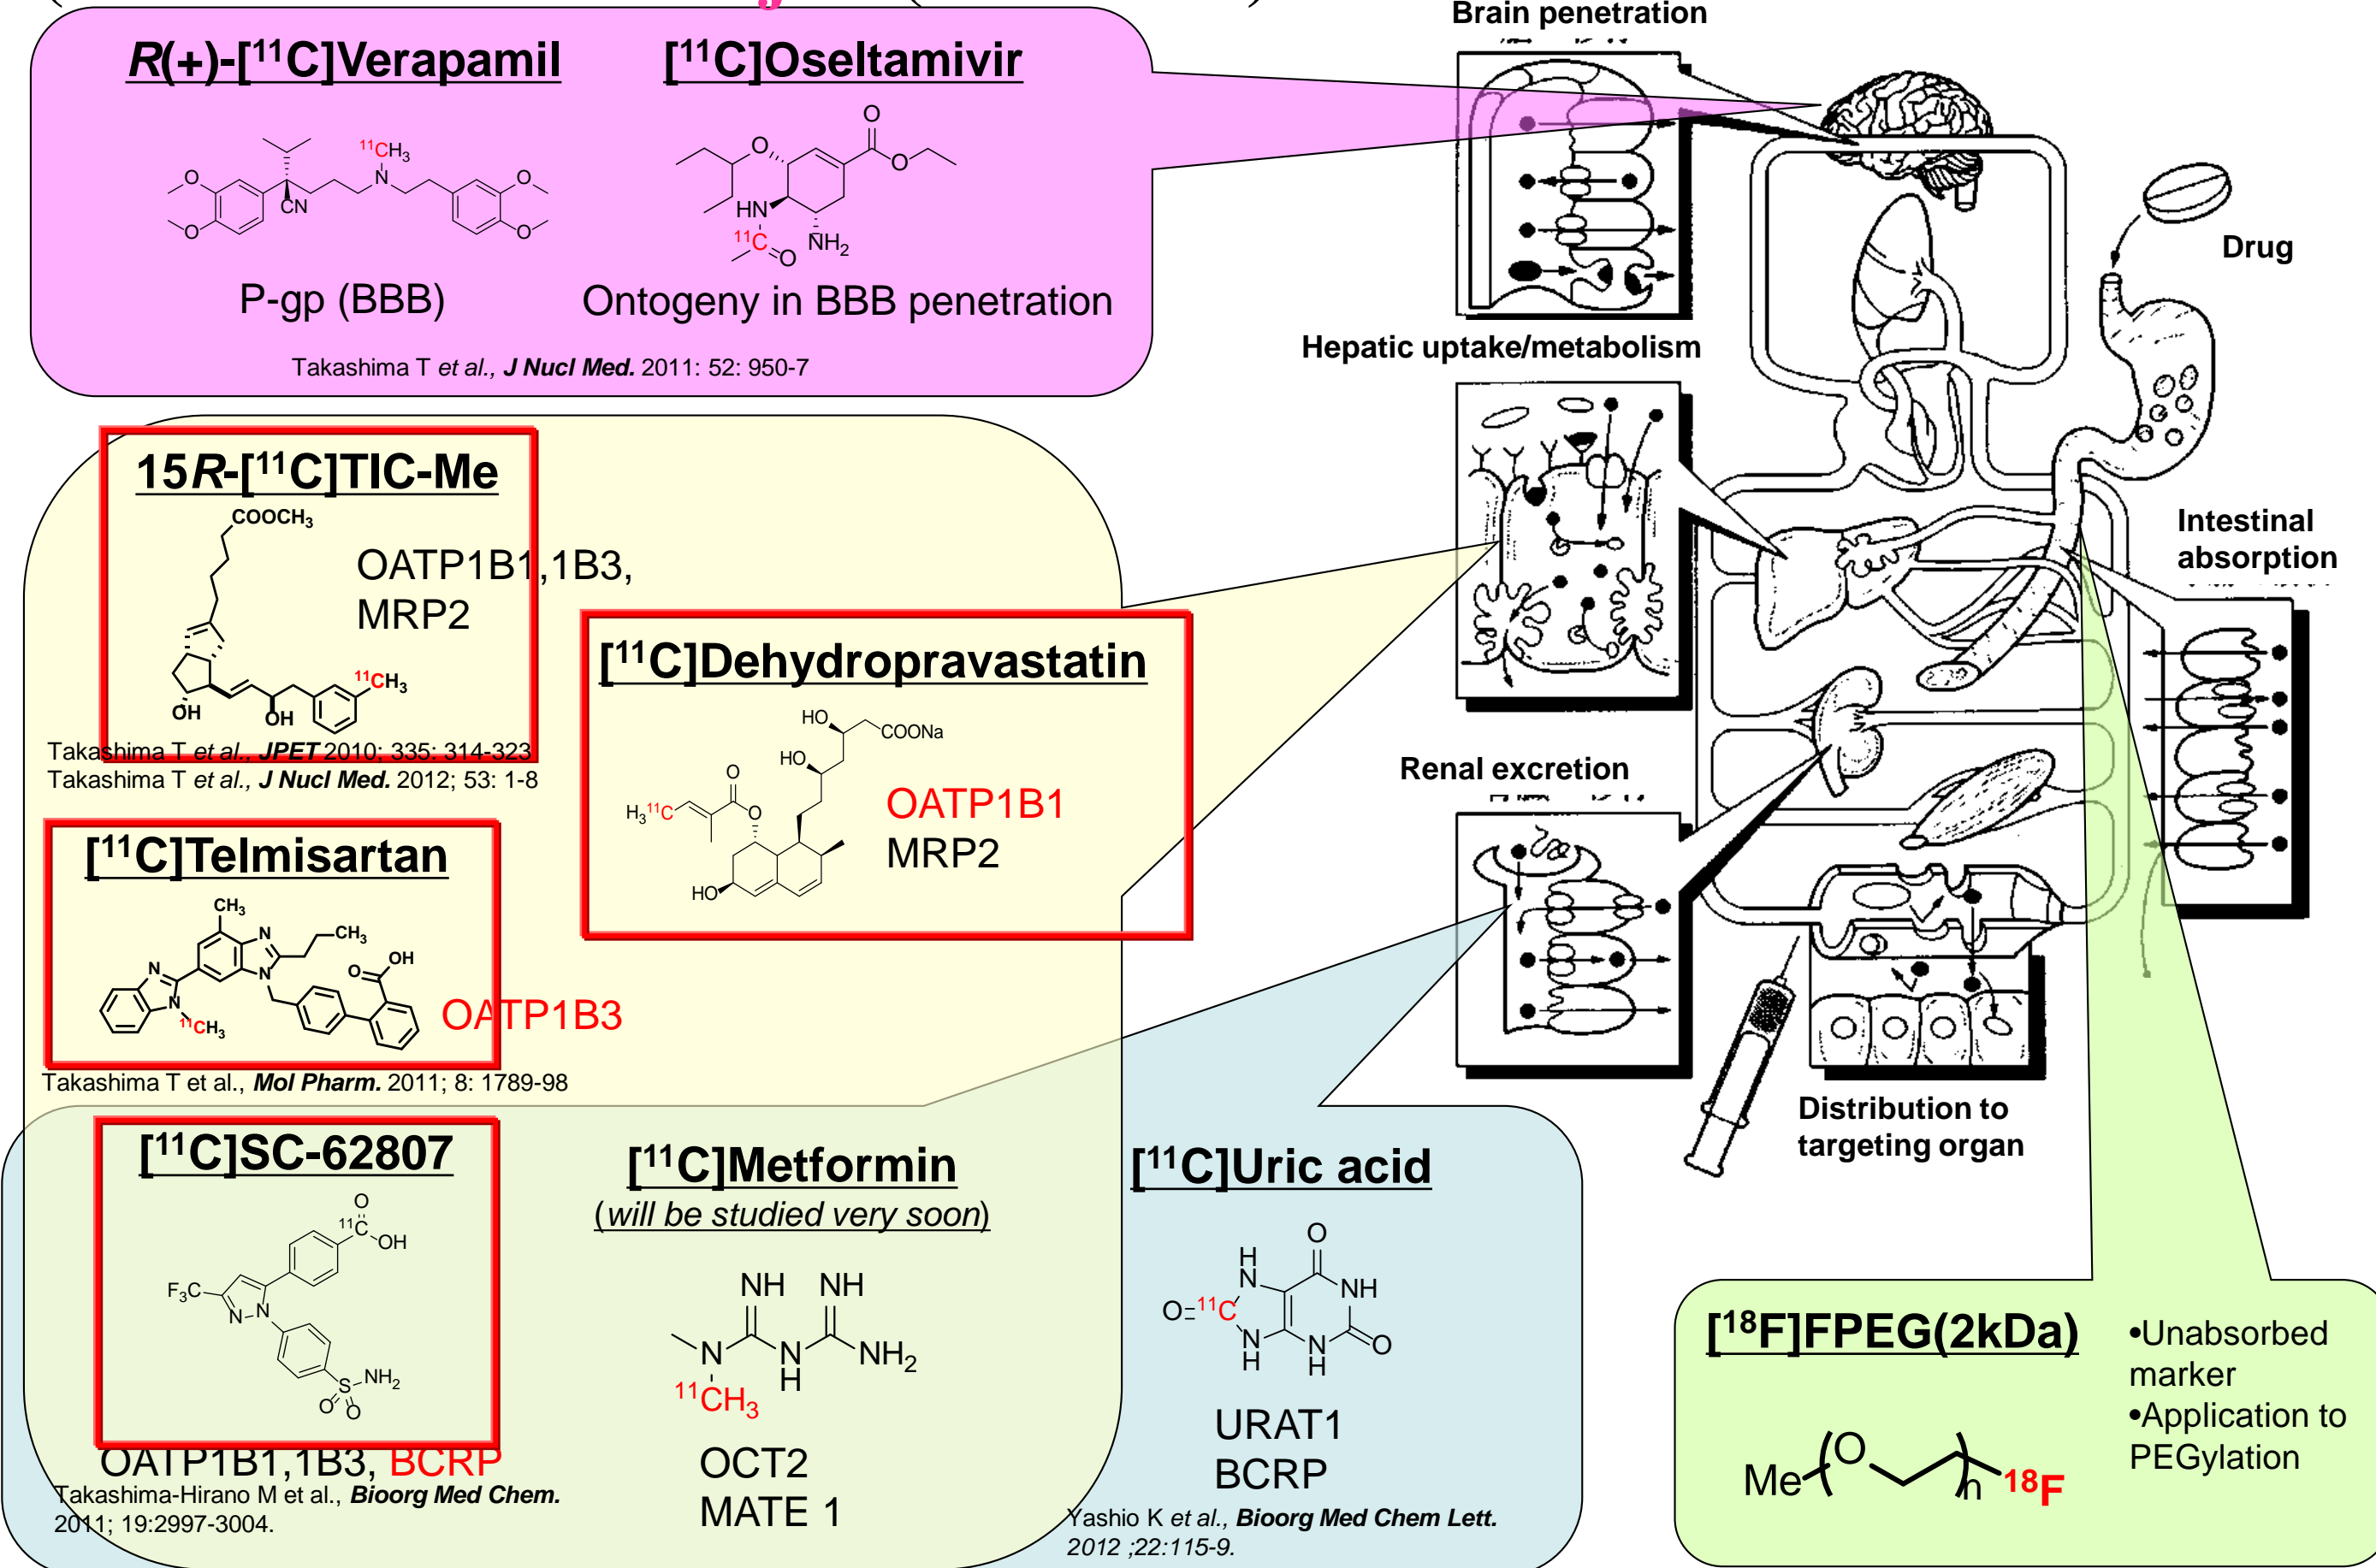 R(+)-[¹¹C]Verapamil
[¹¹C]Oseltamivir
¹¹CH₃
N
O
O
O
O
CN
O
O
O
HN
¹¹C
O
NH₂
P-gp (BBB)
Ontogeny in BBB penetration
Takashima T et al., J Nucl Med. 2011: 52: 950-7
Brain penetration
Drug
Hepatic uptake/metabolism
Intestinal
absorption
Renal excretion
Distribution to
targeting organ
15R-[¹¹C]TIC-Me
COOCH₃
OATP1B1,1B3,
MRP2
¹¹CH₃
OH
OH
Takashima T et al., JPET 2010; 335: 314-323
Takashima T et al., J Nucl Med. 2012; 53: 1-8
[¹¹C]Dehydropravastatin
HO
COONa
HO
O
H₃¹¹C
O
HO
OATP1B1
MRP2
[¹¹C]Telmisartan
CH₃
N
CH₃
N
N
O
OH
N
¹¹CH₃
OATP1B3
Takashima T et al., Mol Pharm. 2011; 8: 1789-98
[¹¹C]SC-62807
O
¹¹C
OH
F₃C
N
N
S
NH₂
O
O
OATP1B1,1B3, BCRP
Takashima-Hirano M et al., Bioorg Med Chem.
2011; 19:2997-3004.
[¹¹C]Metformin
(will be studied very soon)
NH
NH
N
N
H
NH₂
¹¹CH₃
OCT2
MATE 1
[¹¹C]Uric acid
O
H
N
NH
O
¹¹C
N
H
N
H
O
URAT1
BCRP
Yashio K et al., Bioorg Med Chem Lett.
2012 ;22:115-9.
[¹⁸F]FPEG(2kDa)
•Unabsorbed
marker
•Application to
PEGylation
Me
(O
)n
¹⁸F